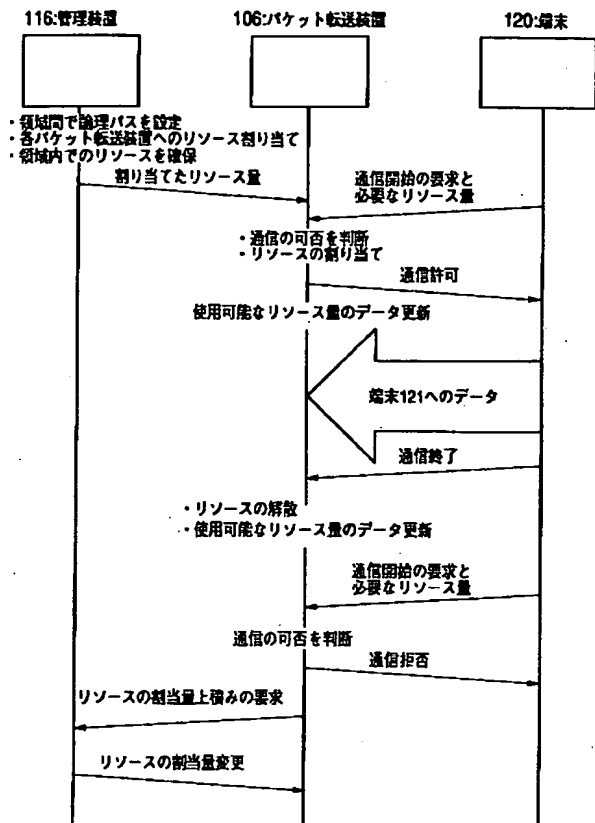 116:管理装置
106:パケット転送装置
120:端末
・領域間で論理パスを設定
・各パケット転送装置へのリソース割り当て
・領域内でのリソースを確保
割り当てたリソース量
通信開始の要求と
必要なリソース量
・通信の可否を判断
・リソースの割り当て
通信許可
使用可能なリソース量のデータ更新
端末121へのデータ
通信終了
・リソースの解散
・使用可能なリソース量のデータ更新
通信開始の要求と
必要なリソース量
通信の可否を判断
通信拒否
リソースの割当量上積みの要求
リソースの割当量変更